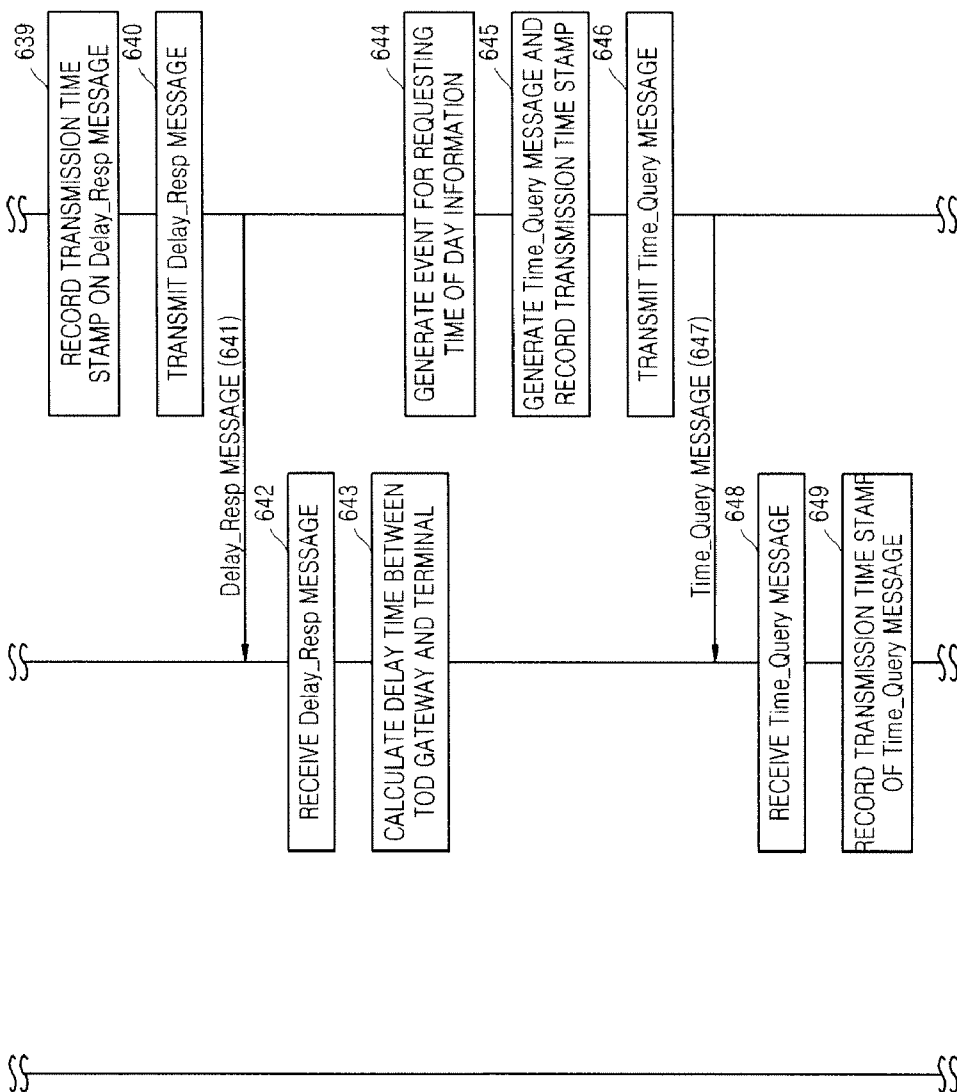 639
RECORD TRANSMISSION TIME
STAMP ON Delay_Resp MESSAGE
640
TRANSMIT Delay_Resp MESSAGE
Delay_Resp MESSAGE (641)
642
RECEIVE Delay_Resp MESSAGE
643
CALCULATE DELAY TIME BETWEEN
TOD GATEWAY AND TERMINAL
644
GENERATE EVENT FOR REQUESTING
TIME OF DAY INFORMATION
645
GENERATE Time_Query MESSAGE AND
RECORD TRANSMISSION TIME STAMP
646
TRANSMIT Time_Query MESSAGE
Time_Query MESSAGE (647)
648
RECEIVE Time_Query MESSAGE
649
RECORD TRANSMISSION TIME STAMP
OF Time_Query MESSAGE